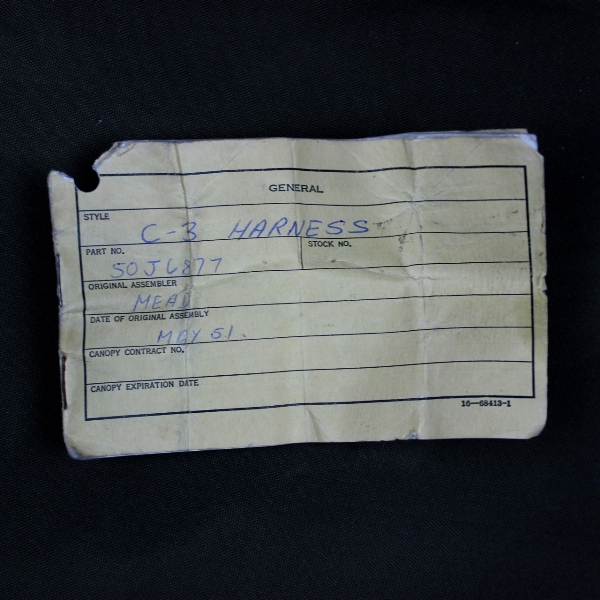 GENERAL
STYLE
C-3 HARNESS
PART NO.
50J6877
STOCK NO.
ORIGINAL ASSEMBLER
MEAD
DATE OF ORIGINAL ASSEMBLY
MAY 51.
CANOPY CONTRACT NO.
CANOPY EXPIRATION DATE
16—68413-1